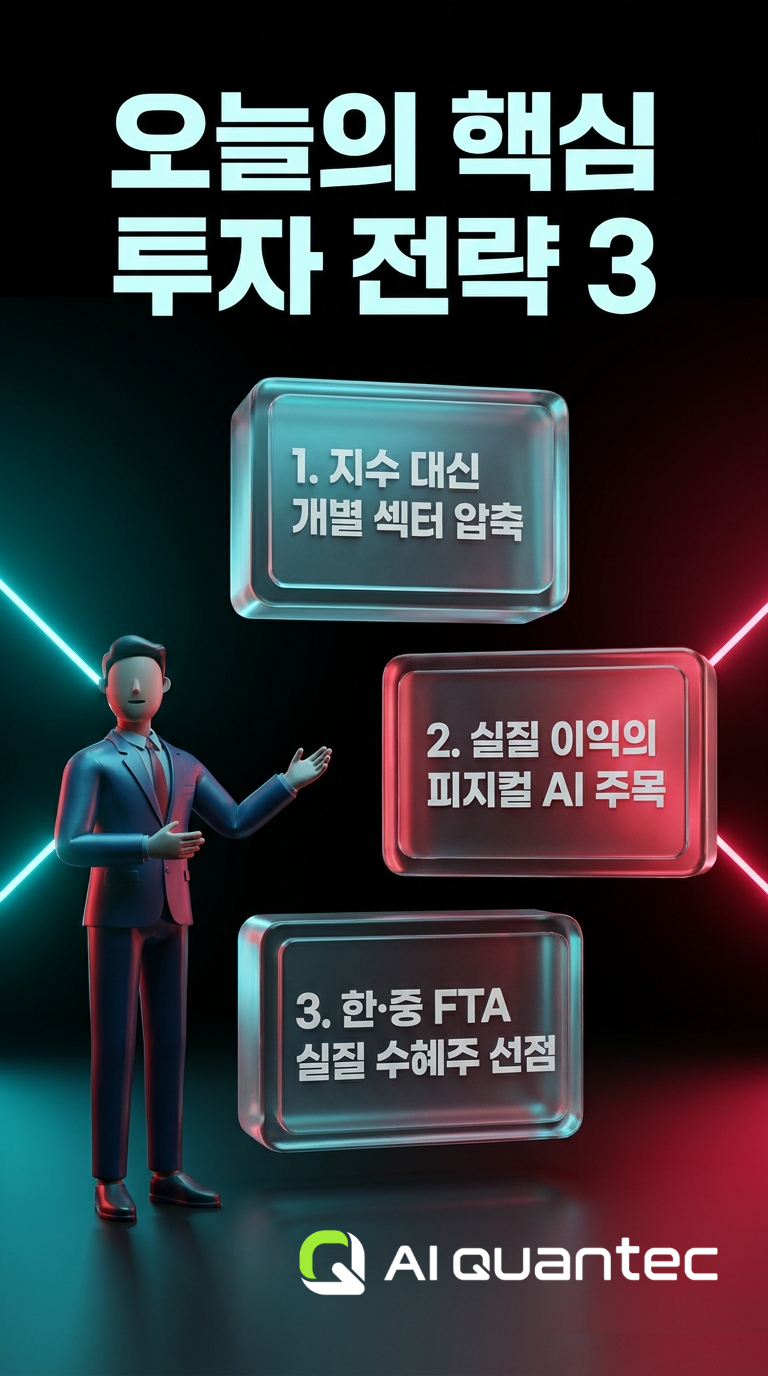 오늘의 핵심
투자 전략 3
1. 지수 대신
개별 섹터 압축
2. 실질 이익의
피지컬 AI 주목
3. 한·중 FTA
실질 수혜주 선점
AI Quantec